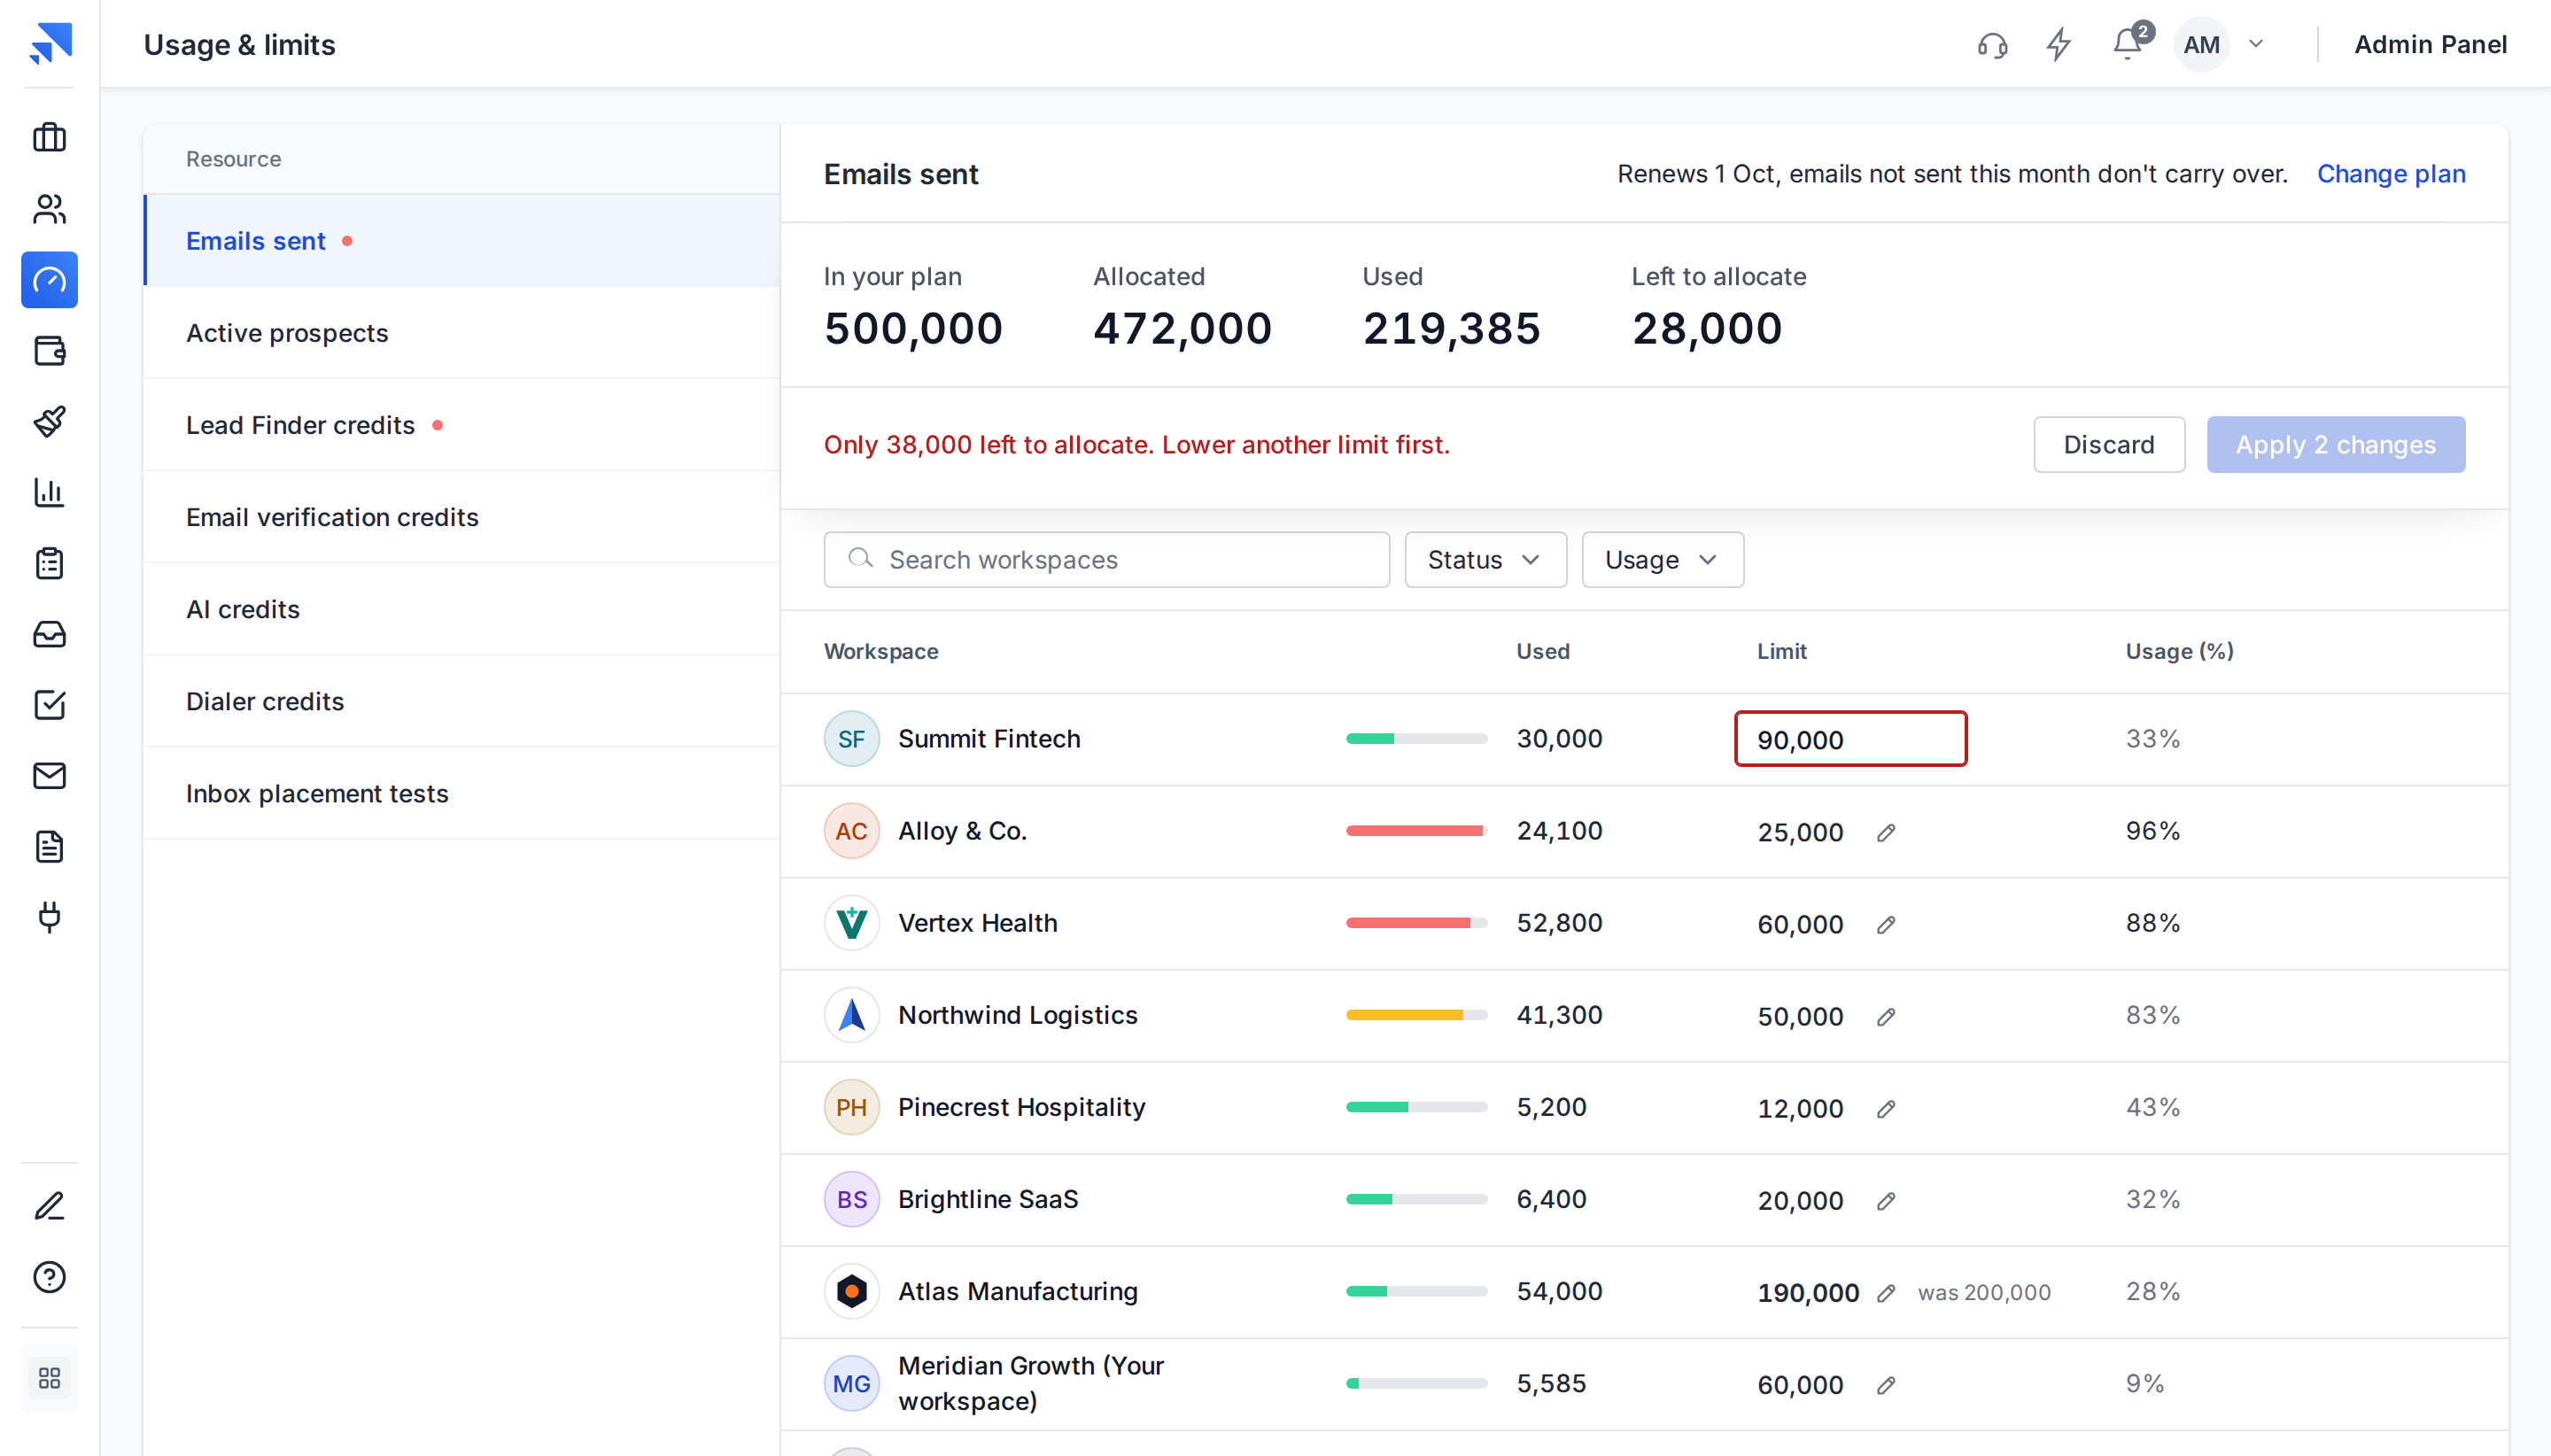 Usage & limits
2
AM
Admin Panel
Resource
Emails sent
Active prospects
Lead Finder credits
Email verification credits
AI credits
Dialer credits
Inbox placement tests
Emails sent
Renews 1 Oct, emails not sent this month don't carry over. Change plan
In your plan Allocated Used Left to allocate
500,000 472,000 219,385 28,000
Only 38,000 left to allocate. Lower another limit first.
Discard Apply 2 changes
Search workspaces Status Usage
Workspace Used Limit Usage (%)
SF Summit Fintech 30,000 90,000 33%
AC Alloy & Co. 24,100 25,000 96%
Vertex Health 52,800 60,000 88%
Northwind Logistics 41,300 50,000 83%
PH Pinecrest Hospitality 5,200 12,000 43%
BS Brightline SaaS 6,400 20,000 32%
Atlas Manufacturing 54,000 190,000 was 200,000 28%
MG Meridian Growth (Your
workspace) 5,585 60,000 9%